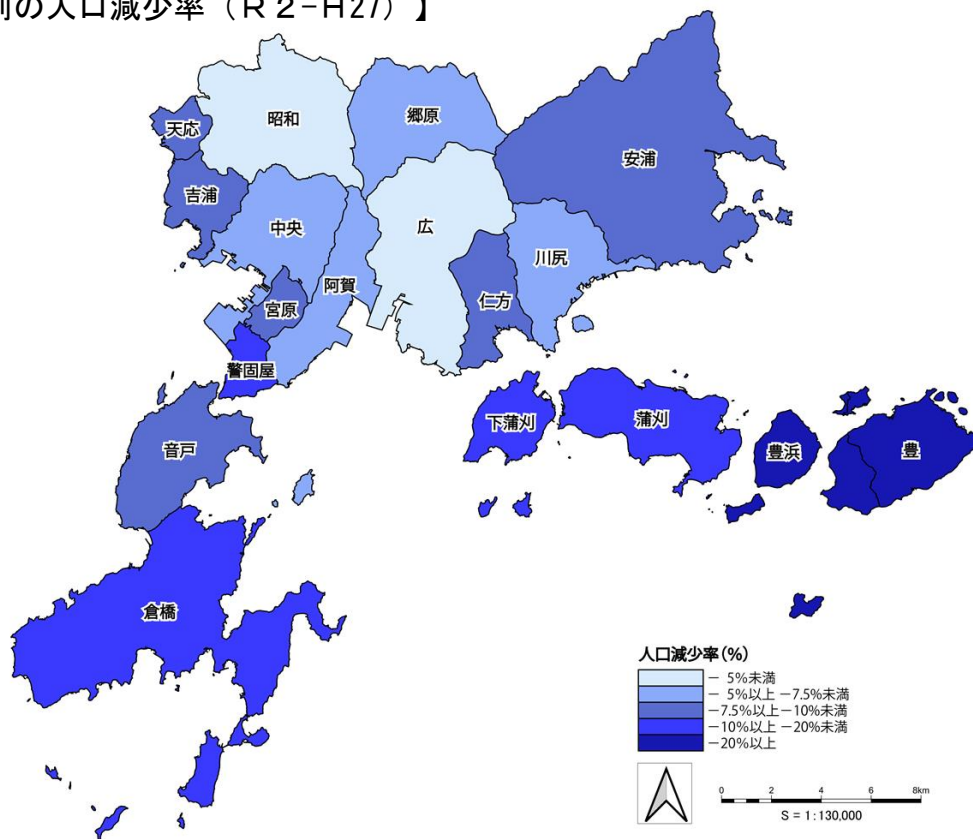 別の人口減少率（Ｒ２−H27）】
昭和
郷原
天応
安浦
吉浦
中央
広
川尻
阿賀
宮原
仁方
警固屋
下蒲刈
蒲刈
音戸
豊浜
豊
倉橋
人口減少率(%)
－ 5%未満
－ 5%以上 －7.5%未満
－7.5%以上－10%未満
－10%以上 －20%未満
－20%以上
0 2 4 6 8km
S = 1:130,000